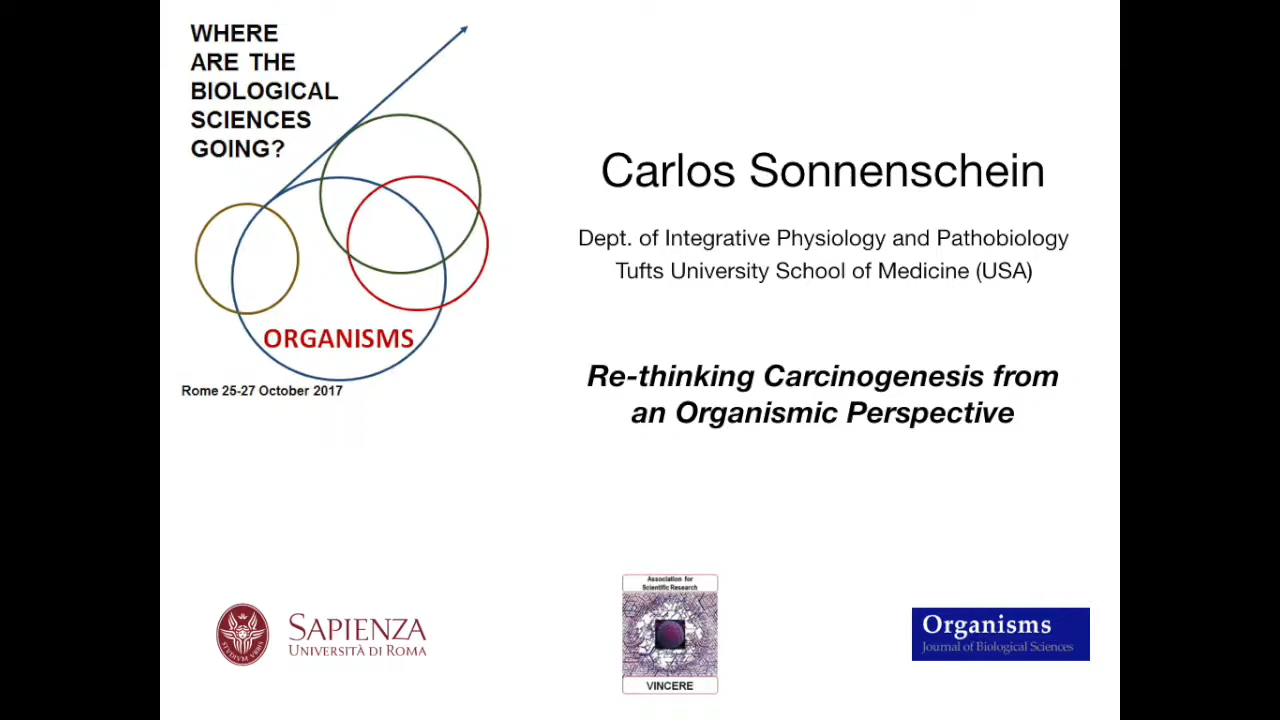 WHERE
ARE THE
BIOLOGICAL
SCIENCES
GOING?
ORGANISMS
Rome 25-27 October 2017
Carlos Sonnenschein
Dept. of Integrative Physiology and Pathobiology
Tufts University School of Medicine (USA)
Re-thinking Carcinogenesis from
an Organismic Perspective
SAPIENZA
UNIVERSITÀ DI ROMA
STUDIUM URBIS
Association for
Scientific Research
VINCERE
Organisms
Journal of Biological Sciences